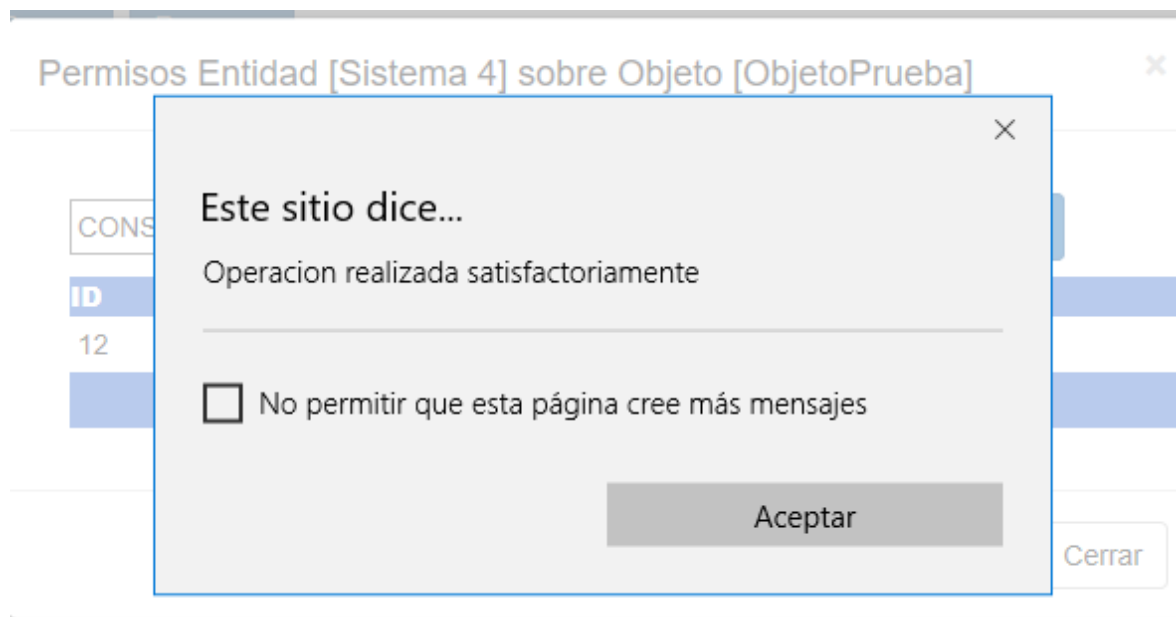 Permisos Entidad [Sistema 4] sobre Objeto [ObjetoPrueba]
Este sitio dice...
CONS
Operacion realizada satisfactoriamente
ID
12
No permitir que esta página cree más mensajes
Aceptar
Cerrar